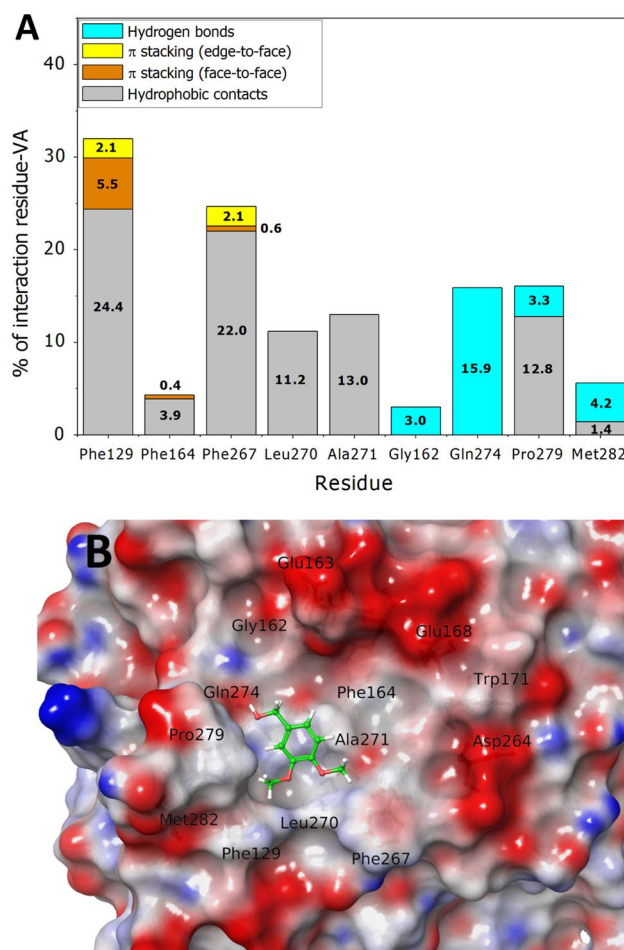 A
Hydrogen bonds
π stacking (edge-to-face)
π stacking (face-to-face)
Hydrophobic contacts
% of interaction residue-VA
40
30
20
10
0
2.1
5.5
24.4
0.4
3.9
2.1
0.6
22.0
11.2
13.0
3.0
15.9
3.3
12.8
4.2
1.4
Phe129 Phe164 Phe267 Leu270 Ala271 Gly162 Gln274 Pro279 Met282
Residue
B
Glu163
Gly162
Glu168
Trp171
Gln274
Phe164
Pro279
Ala271
Asp264
Met282
Leu270
Phe129
Phe267